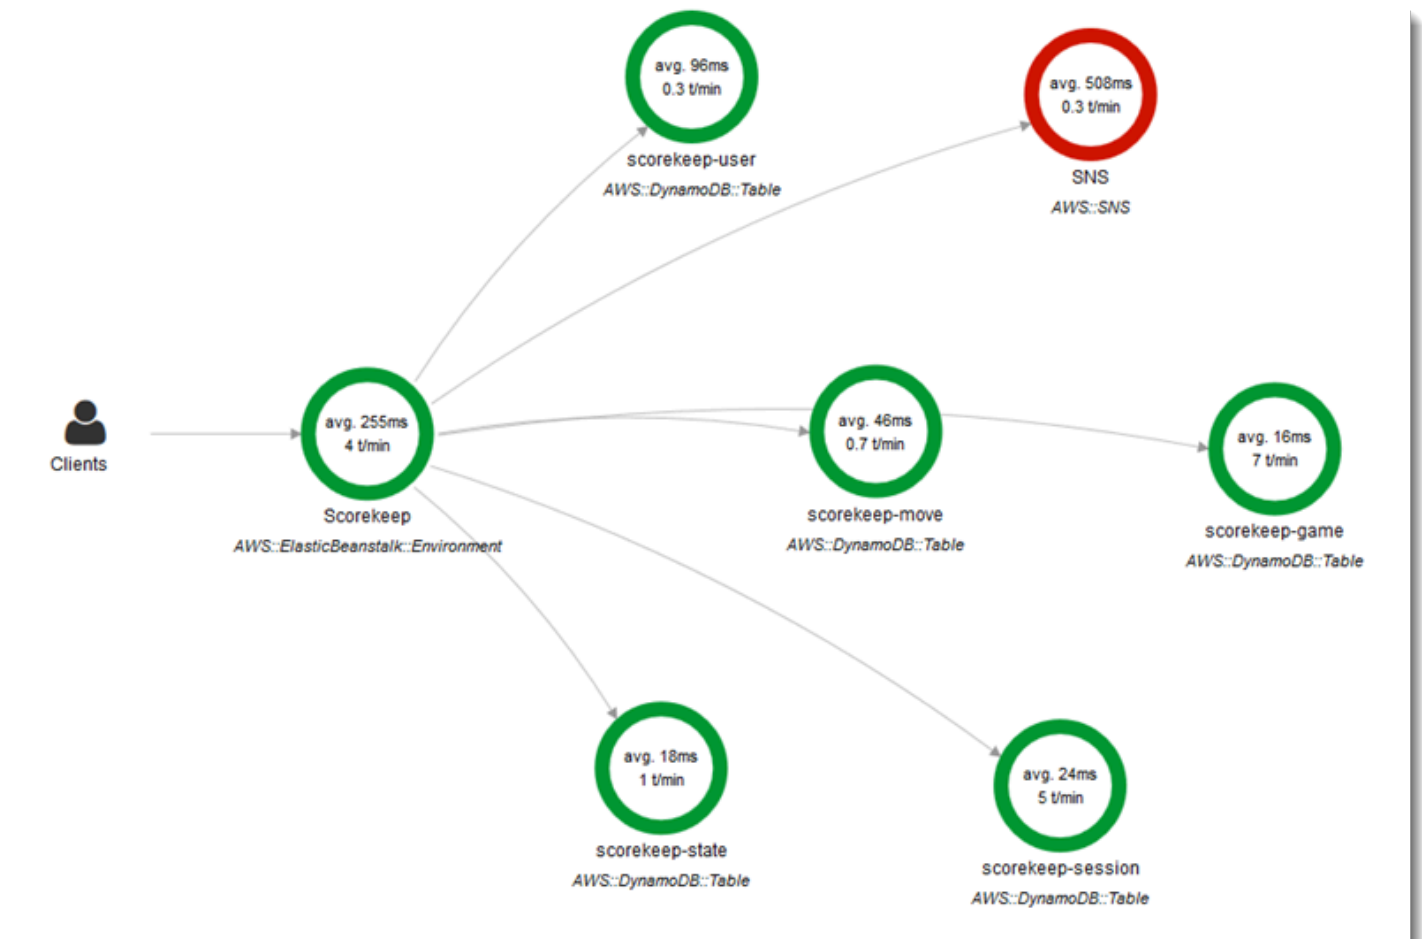 avg. 96ms
0.3 t/min
scorekeep-user
AWS::DynamoDB::Table
avg. 508ms
0.3 t/min
SNS
AWS::SNS
Clients
avg. 255ms
4 t/min
Scorekeep
AWS::ElasticBeanstalk::Environment
avg. 46ms
0.7 t/min
scorekeep-move
AWS::DynamoDB::Table
avg. 16ms
7 t/min
scorekeep-game
AWS::DynamoDB::Table
avg. 18ms
1 t/min
scorekeep-state
AWS::DynamoDB::Table
avg. 24ms
5 t/min
scorekeep-session
AWS::DynamoDB::Table